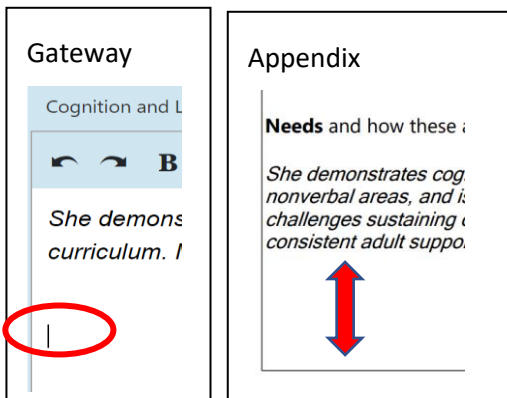 Gateway
Cognition and L
B
She demons
curriculum.
Appendix
Needs and how these
She demonstrates cog
nonverbal areas, and is
challenges sustaining
consistent adult suppo